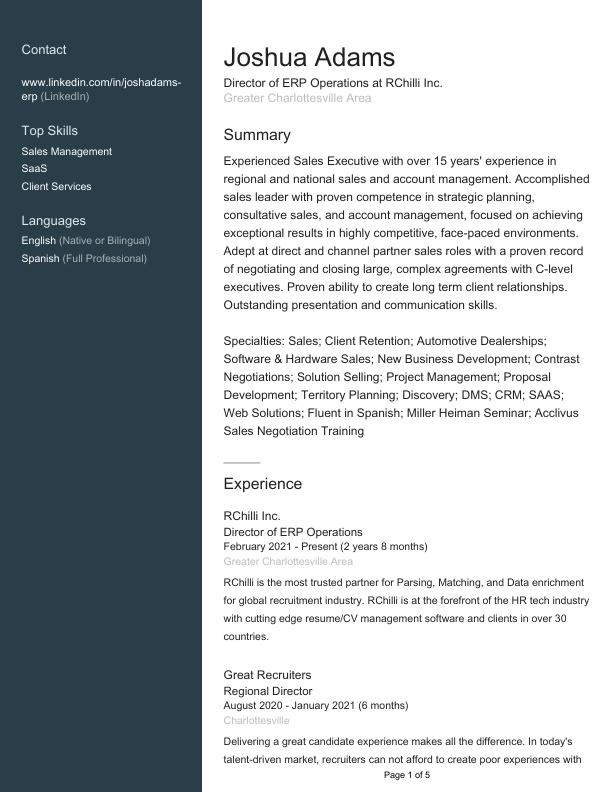 Contact
www.linkedin.com/in/joshadams-
erp (LinkedIn)
Top Skills
Sales Management
SaaS
Client Services
Languages
English (Native or Bilingual)
Spanish (Full Professional)
Joshua Adams
Director of ERP Operations at RChilli Inc.
Greater Charlottesville Area
Summary
Experienced Sales Executive with over 15 years' experience in
regional and national sales and account management. Accomplished
sales leader with proven competence in strategic planning,
consultative sales, and account management, focused on achieving
exceptional results in highly competitive, face-paced environments.
Adept at direct and channel partner sales roles with a proven record
of negotiating and closing large, complex agreements with C-level
executives. Proven ability to create long term client relationships.
Outstanding presentation and communication skills.
Specialties: Sales; Client Retention; Automotive Dealerships;
Software & Hardware Sales; New Business Development; Contrast
Negotiations; Solution Selling; Project Management; Proposal
Development; Territory Planning; Discovery; DMS; CRM; SAAS;
Web Solutions; Fluent in Spanish; Miller Heiman Seminar; Acclivus
Sales Negotiation Training
Experience
RChilli Inc.
Director of ERP Operations
February 2021 - Present (2 years 8 months)
Greater Charlottesville Area
RChilli is the most trusted partner for Parsing, Matching, and Data enrichment
for global recruitment industry. RChilli is at the forefront of the HR tech industry
with cutting edge resume/CV management software and clients in over 30
countries.
Great Recruiters
Regional Director
August 2020 - January 2021 (6 months)
Charlottesville
Delivering a great candidate experience makes all the difference. In today's
talent-driven market, recruiters can not afford to create poor experiences with
Page 1 of 5